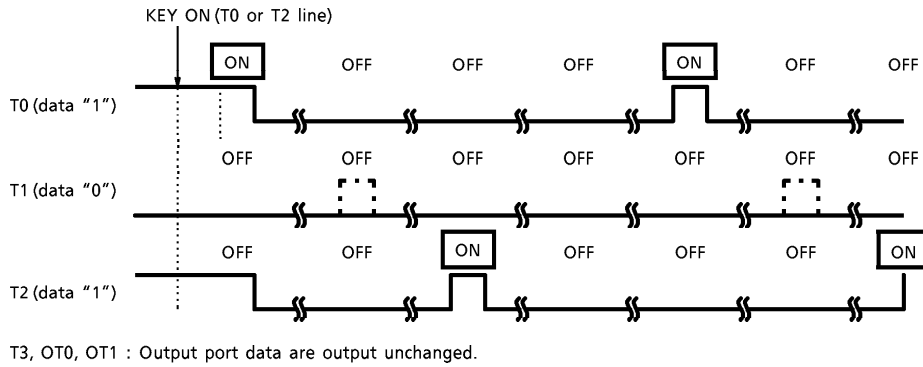 KEY ON (T0 or T2 line)
ON OFF OFF OFF ON OFF OFF
T0 (data “1”)
OFF OFF OFF OFF OFF OFF OFF
T1 (data “0”)
OFF OFF ON OFF OFF OFF ON
T2 (data “1”)
T3, OT0, OT1 : Output port data are output unchanged.